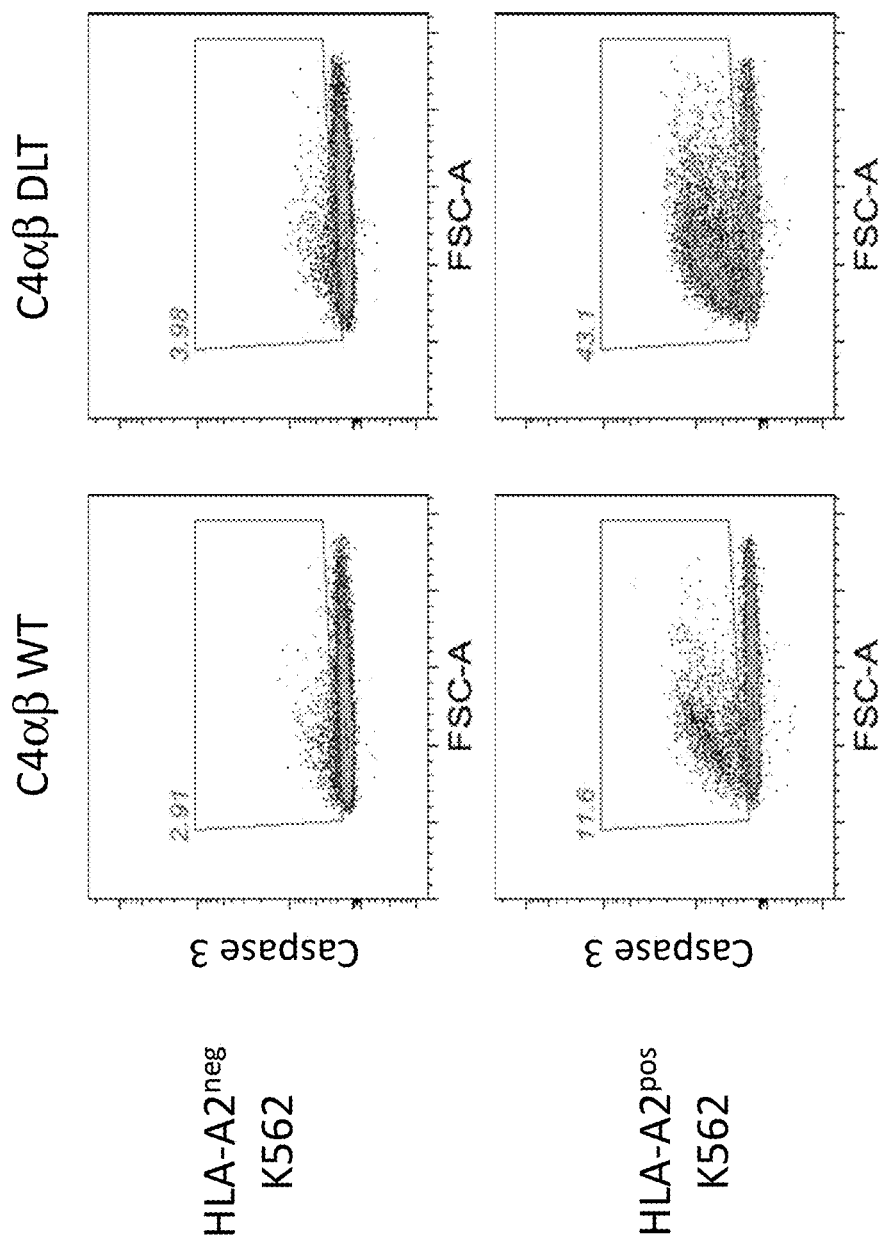 C4αβ WT
C4αβ DLT
HLA-A2neg
K562
Caspase 3
2.91
FSC-A
3.98
FSC-A
HLA-A2pos
K562
Caspase 3
11.6
FSC-A
43.1
FSC-A